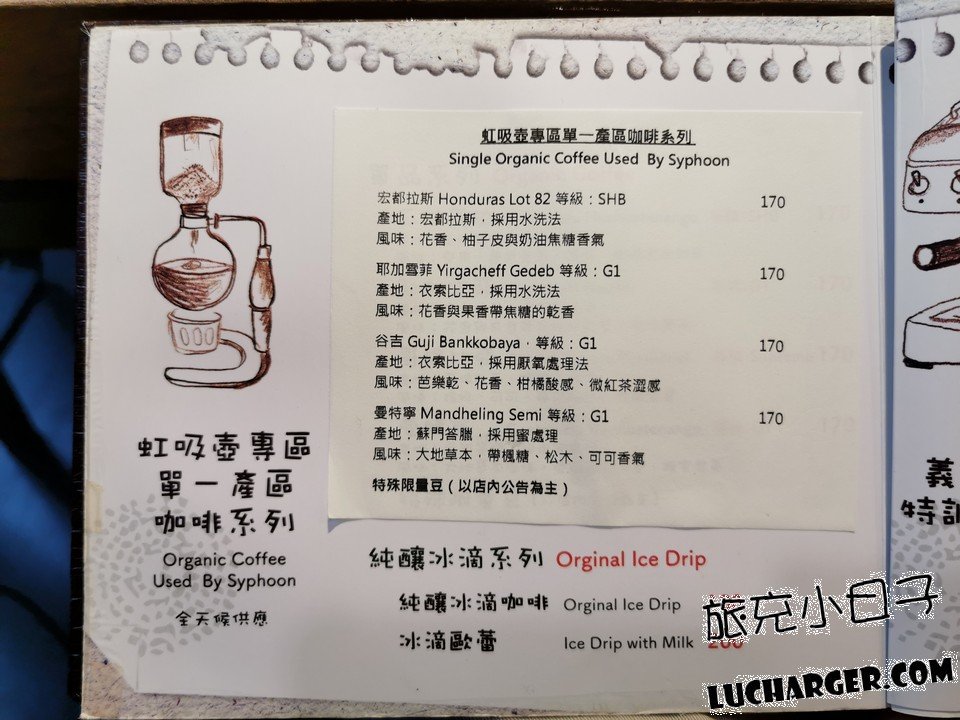 虹吸壺專區單一產區咖啡系列
Single Organic Coffee Used By Syphoon
宏都拉斯 Honduras Lot 82 等級：SHB 170
產地：宏都拉斯，採用水洗法
風味：花香、柚子皮與奶油焦糖香氣
耶加雪菲 Yirgacheff Gedeb 等級：G1 170
產地：衣索比亞，採用水洗法
風味：花香與果香帶焦糖的乾香
谷吉 Guji Bankkobaya，等級：G1 170
產地：衣索比亞，採用厭氧處理法
風味：芭樂乾、花香、柑橘酸感、微紅茶澀感
曼特寧 Mandheling Semi 等級：G1 170
產地：蘇門答臘，採用蜜處理
風味：大地草本，帶楓糖、松木、可可香氣
特殊限量豆（以店內公告為主）
虹吸壺專區
單一產區
咖啡系列
Organic Coffee
Used By Syphoon
全天候供應
純釀冰滴系列 Orginal Ice Drip
純釀冰滴咖啡 Orginal Ice Drip
冰滴歐蕾 Ice Drip with Milk 200
義
特訓
旅充小日子
LUCHARGER.COM